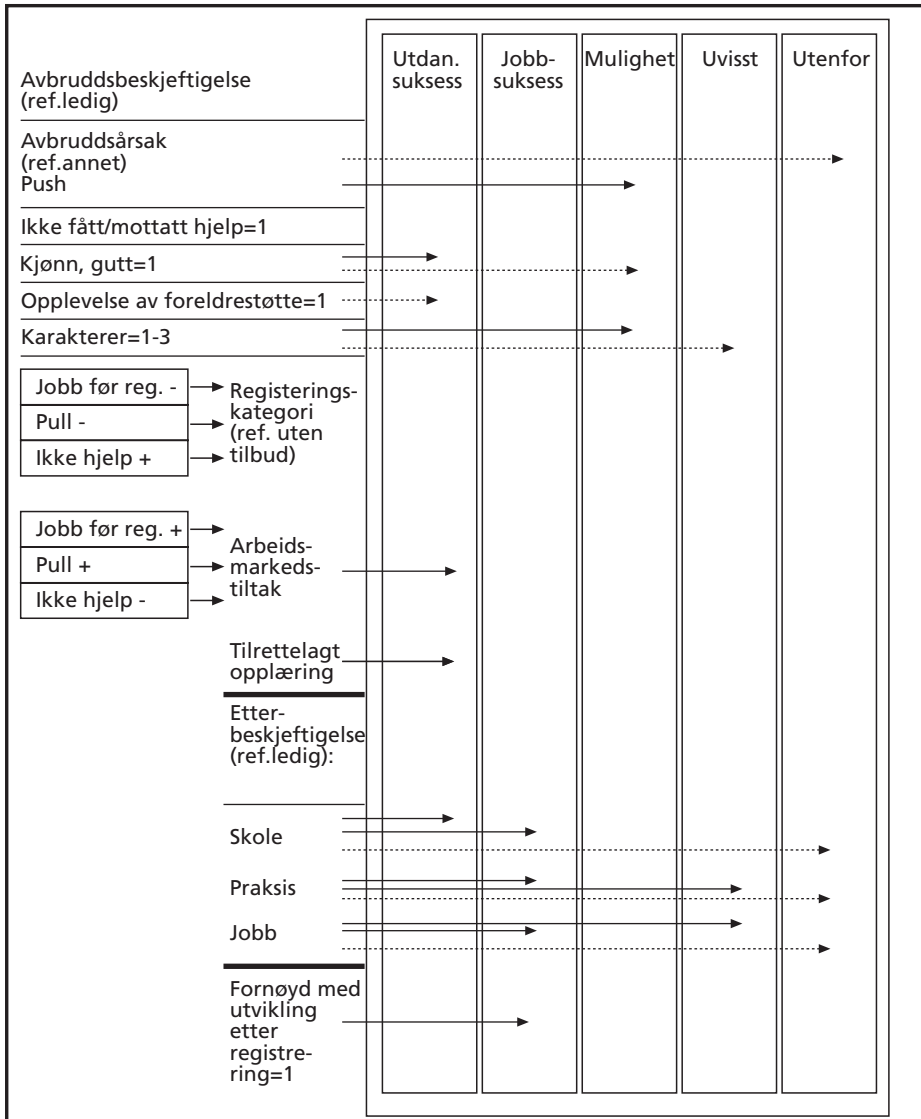 Utdan.
suksess
Jobb-
suksess
Mulighet
Uvisst
Utenfor
Avbruddsbeskjeftigelse
(ref.ledig)
Avbruddsårsak
(ref.annet)
Push
Ikke fått/mottatt hjelp=1
Kjønn, gutt=1
Opplevelse av foreldrestøtte=1
Karakterer=1-3
Jobb før reg. -
Pull -
Ikke hjelp +
Registerings-
kategori
(ref. uten
tilbud)
Jobb før reg. +
Pull +
Ikke hjelp -
Arbeids-
markeds-
tiltak
Tilrettelagt
opplæring
Etter-
beskjeftigelse
(ref.ledig):
Skole
Praksis
Jobb
Fornøyd med
utvikling
etter
registre-
ring=1